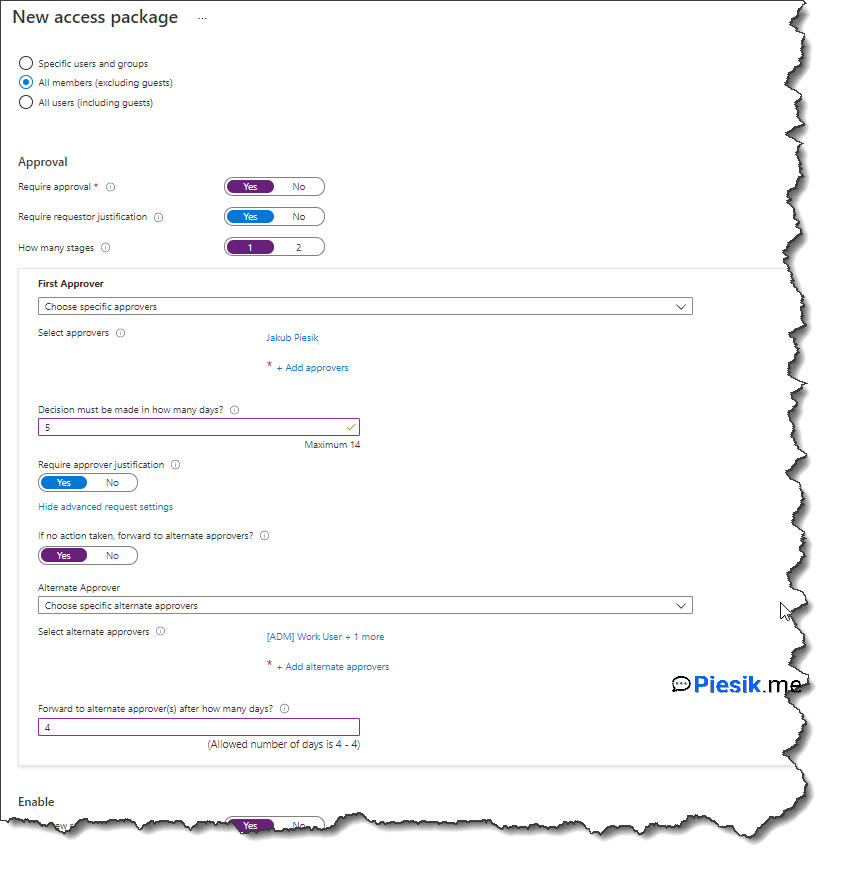 New access package ...
Specific users and groups
All members (excluding guests)
All users (including guests)
Approval
Require approval *
Yes No
Require requestor justification
Yes No
How many stages
1 2
First Approver
Choose specific approvers
Select approvers
Jakub Piesik
* + Add approvers
Decision must be made in how many days?
5
Maximum 14
Require approver justification
Yes No
Hide advanced request settings
If no action taken, forward to alternate approvers?
Yes No
Alternate Approver
Choose specific alternate approvers
Select alternate approvers
[ADM] Work User + 1 more
* + Add alternate approvers
Piesik.me
Forward to alternate approver(s) after how many days?
4
(Allowed number of days is 4 - 4)
Enable
Yes No